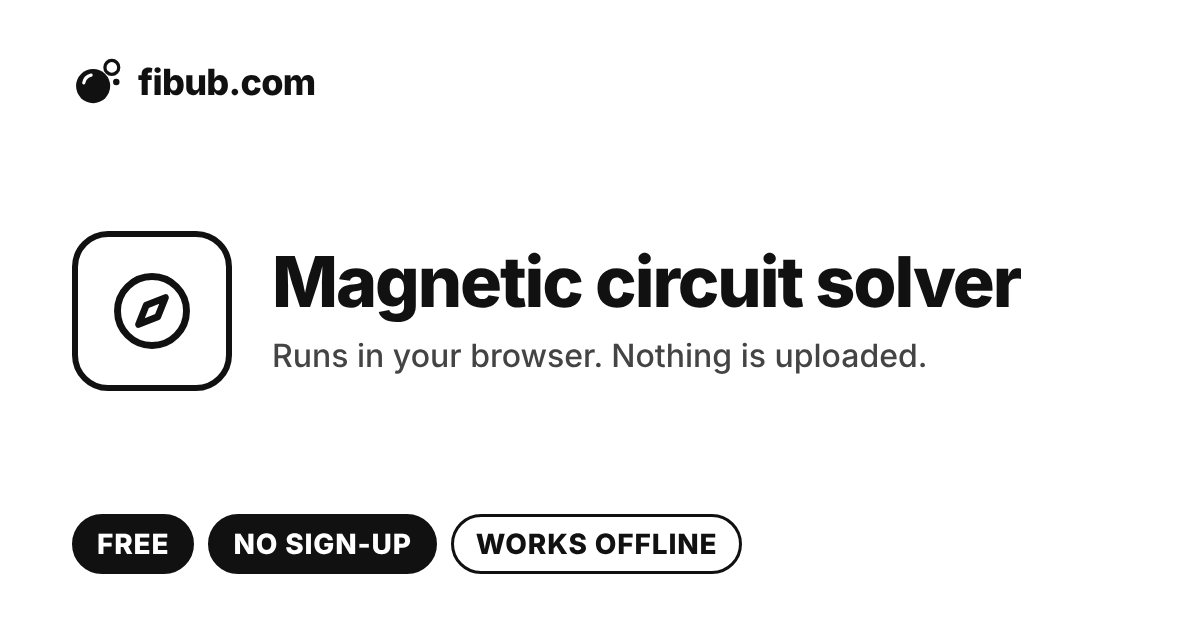 fibub.com
Magnetic circuit solver
Runs in your browser. Nothing is uploaded.
FREE NO SIGN-UP WORKS OFFLINE